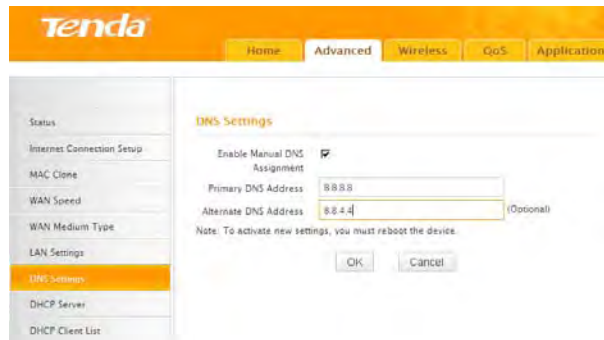 Tenda
Home Advanced Wireless QoS Application
Status
Internet Connection Setup
MAC Clone
WAN Speed
WAN Medium Type
LAN Settings
DNS Settings
DHCP Server
DHCP Client List
DNS Settings
Enable Manual DNS
Assignment
Primary DNS Address 8.8.8.8
Alternate DNS Address 8.8.4.4 (Optional)
Note: To activate new settings, you must reboot the device.
OK Cancel